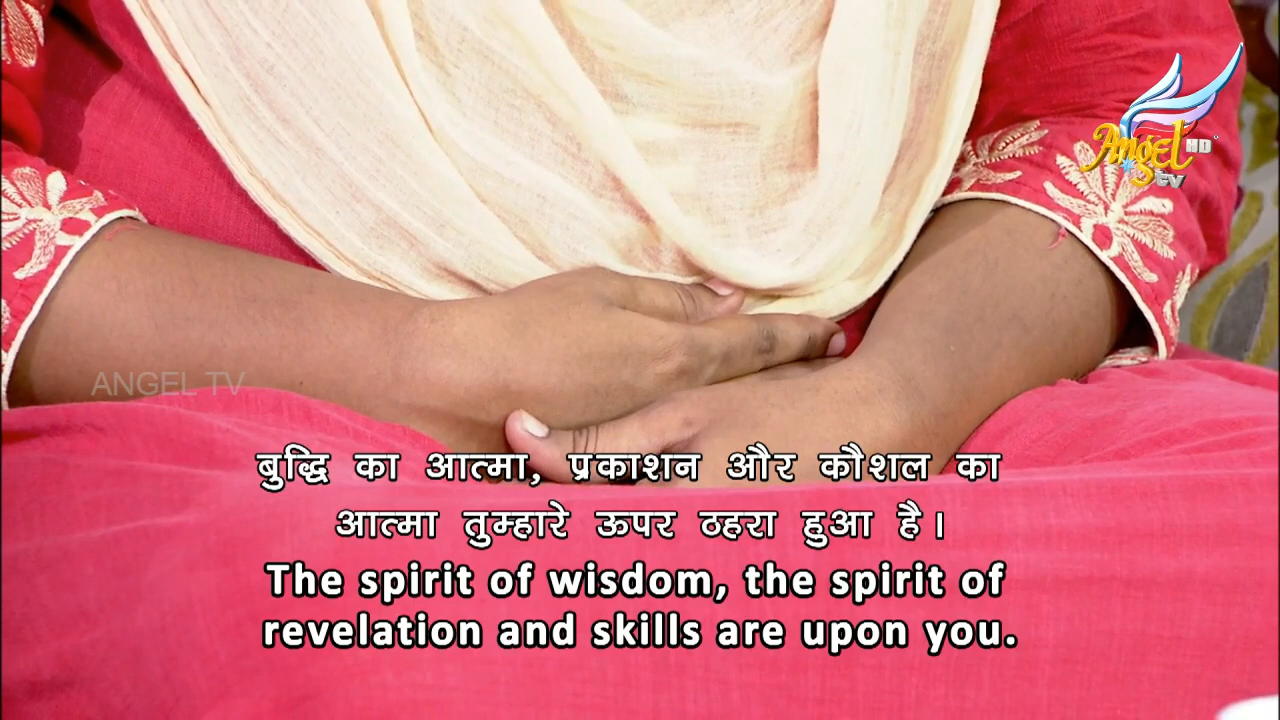 Angel HD
tv
ANGEL TV
बुद्धि का आत्मा, प्रकाशन और कौशल का
आत्मा तुम्हारे ऊपर ठहरा हुआ है।
The spirit of wisdom, the spirit of
revelation and skills are upon you.